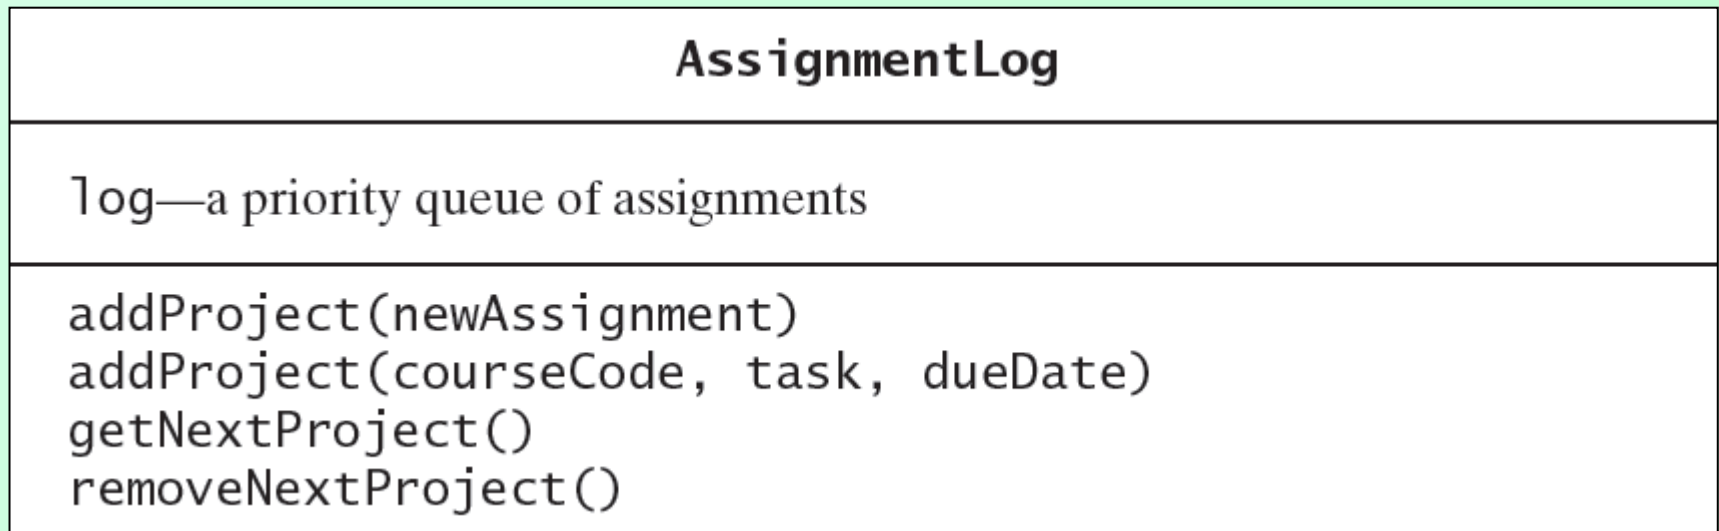 AssignmentLog
log—a priority queue of assignments
addProject(newAssignment)
addProject(courseCode, task, dueDate)
getNextProject()
removeNextProject()